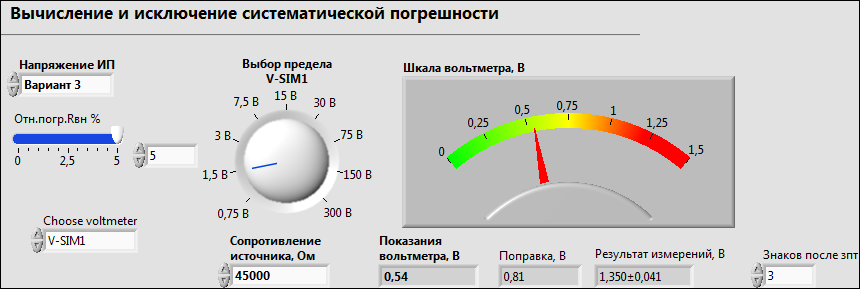 Вычисление и исключение систематической погрешности
Напряжение ИП
Вариант 3
Отн.погр.Rвн %
0 2,5 5
5
Choose voltmeter
V-SIM1
Выбор предела
V-SIM1
15 В
7,5 В 30 В
3 В 75 В
1,5 В 150 В
0,75 В 300 В
Сопротивление
источника, Ом
45000
Шкала вольтметра, В
0 0,25 0,5 0,75 1 1,25 1,5
Показания
вольтметра, В
0,54
Поправка, В
0,81
Результат измерений, В
1,350±0,041
Знаков после зпт
3